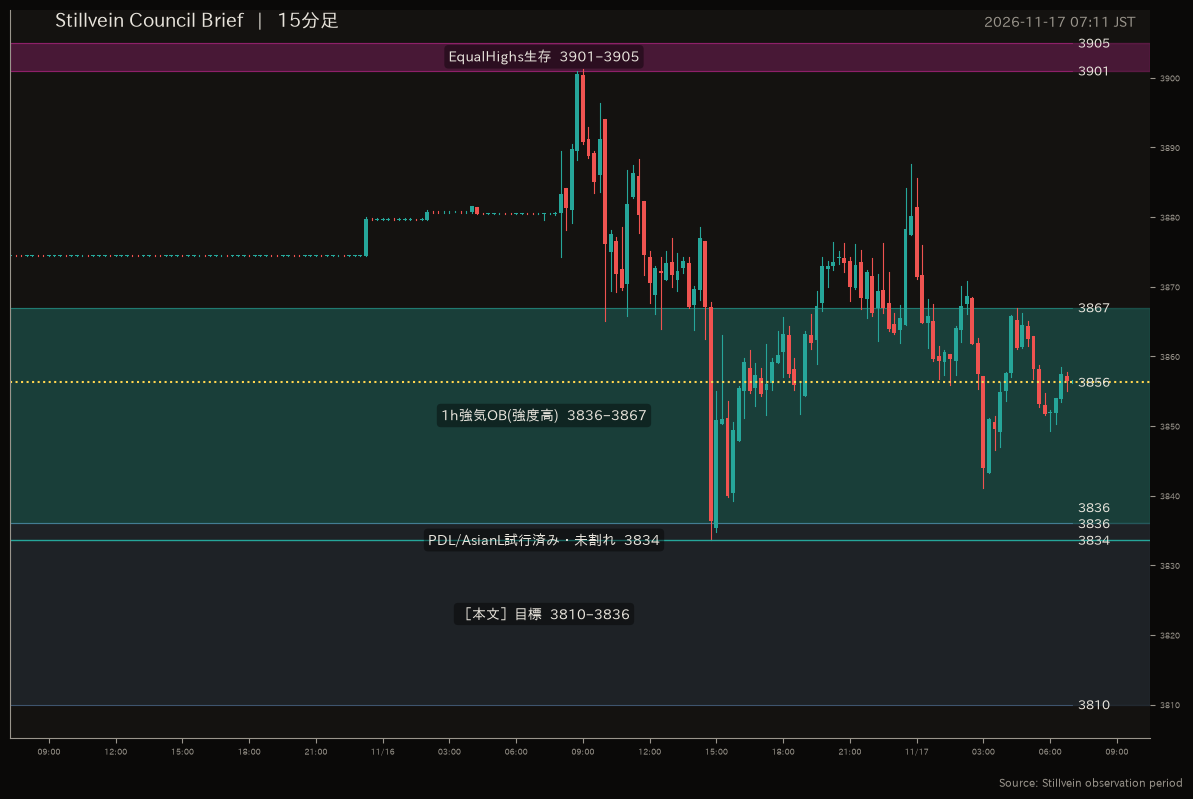 Stillvein Council Brief | 15分足
2026-11-17 07:11 JST
3905
EqualHighs生存 3901–3905
3901
3900
3890
3880
3870
3867
3860
3856
1h強気OB(強度高) 3836–3867
3850
3840
3836
3836
PDL/AsianL試行済み・未割れ 3834
3834
3830
［本文］目標 3810–3836
3820
3810
3810
09:00 12:00 15:00 18:00 21:00 11/16 03:00 06:00 09:00 12:00 15:00 18:00 21:00 11/17 03:00 06:00 09:00
Source: Stillvein observation period